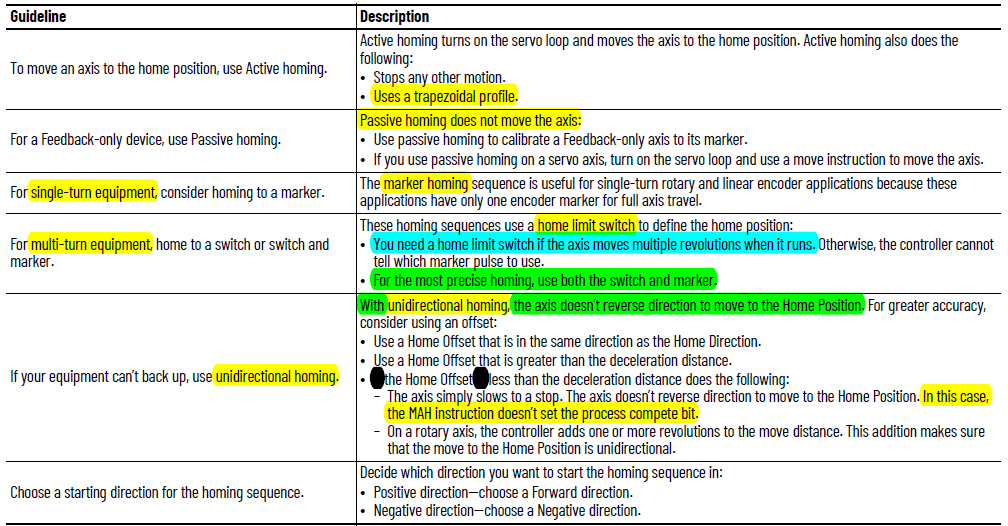 Guideline
Description
To move an axis to the home position, use Active homing.
Active homing turns on the servo loop and moves the axis to the home position. Active homing also does the
following:
• Stops any other motion.
• Uses a trapezoidal profile.
For a Feedback-only device, use Passive homing.
Passive homing does not move the axis:
• Use passive homing to calibrate a Feedback-only axis to its marker.
• If you use passive homing on a servo axis, turn on the servo loop and use a move instruction to move the axis.
For single-turn equipment, consider homing to a marker.
The marker homing sequence is useful for single-turn rotary and linear encoder applications because these
applications have only one encoder marker for full axis travel.
For multi-turn equipment, home to a switch or switch and
marker.
These homing sequences use a home limit switch to define the home position:
• You need a home limit switch if the axis moves multiple revolutions when it runs. Otherwise, the controller cannot
tell which marker pulse to use.
• For the most precise homing, use both the switch and marker.
If your equipment can't back up, use unidirectional homing.
With unidirectional homing, the axis doesn't reverse direction to move to the Home Position. For greater accuracy,
consider using an offset:
• Use a Home Offset that is in the same direction as the Home Direction.
• Use a Home Offset that is greater than the deceleration distance.
• the Home Offset less than the deceleration distance does the following:
– The axis simply slows to a stop. The axis doesn't reverse direction to move to the Home Position. In this case,
the MAH instruction doesn't set the process compete bit.
– On a rotary axis, the controller adds one or more revolutions to the move distance. This addition makes sure
that the move to the Home Position is unidirectional.
Choose a starting direction for the homing sequence.
Decide which direction you want to start the homing sequence in:
• Positive direction—choose a Forward direction.
• Negative direction—choose a Negative direction.